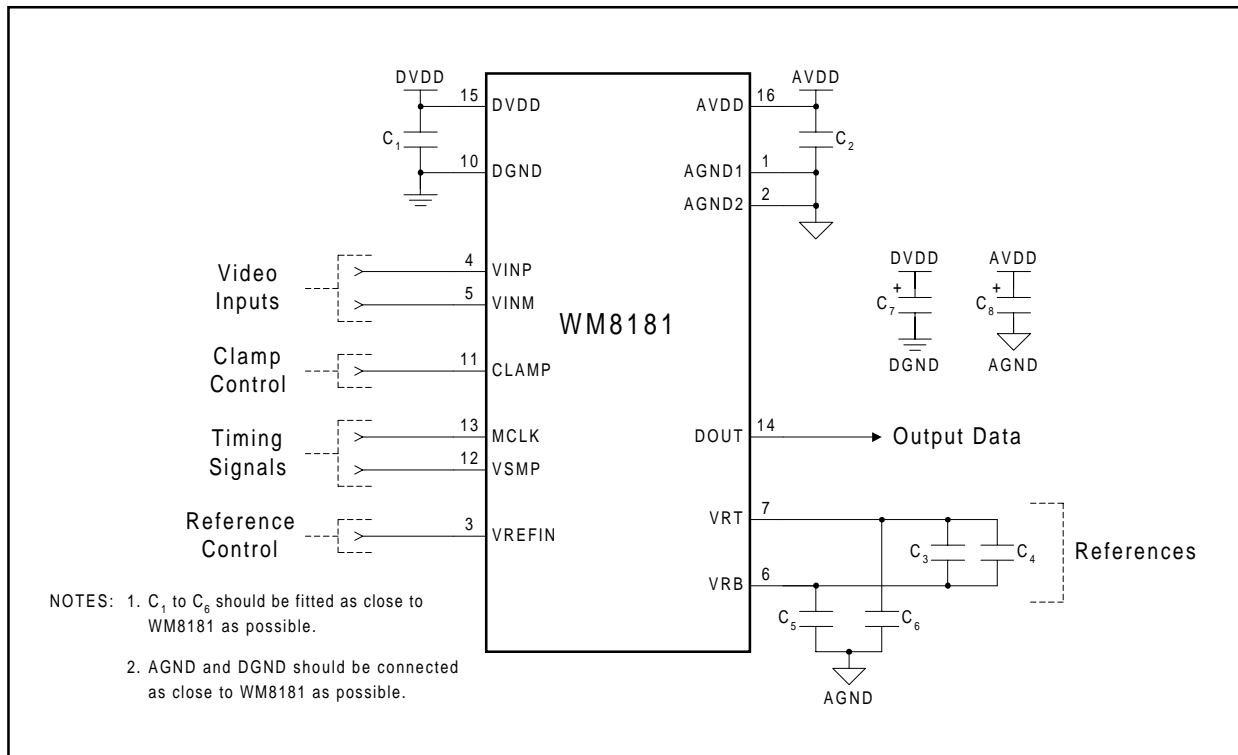 DVDD
AVDD
15
DVDD
AVDD
16
C1
C2
10
DGND
AGND1
1
AGND2
2
Video
Inputs
4
VINP
5
VINM
WM8181
DVDD
AVDD
+
C7
+
C8
DGND
AGND
Clamp
Control
11
CLAMP
Timing
Signals
13
MCLK
12
VSMP
DOUT
14
Output Data
Reference
Control
3
VREFIN
VRT
7
VRB
6
C3
C4
References
C5
C6
AGND
NOTES: 1. C1 to C6 should be fitted as close to
WM8181 as possible.
2. AGND and DGND should be connected
as close to WM8181 as possible.